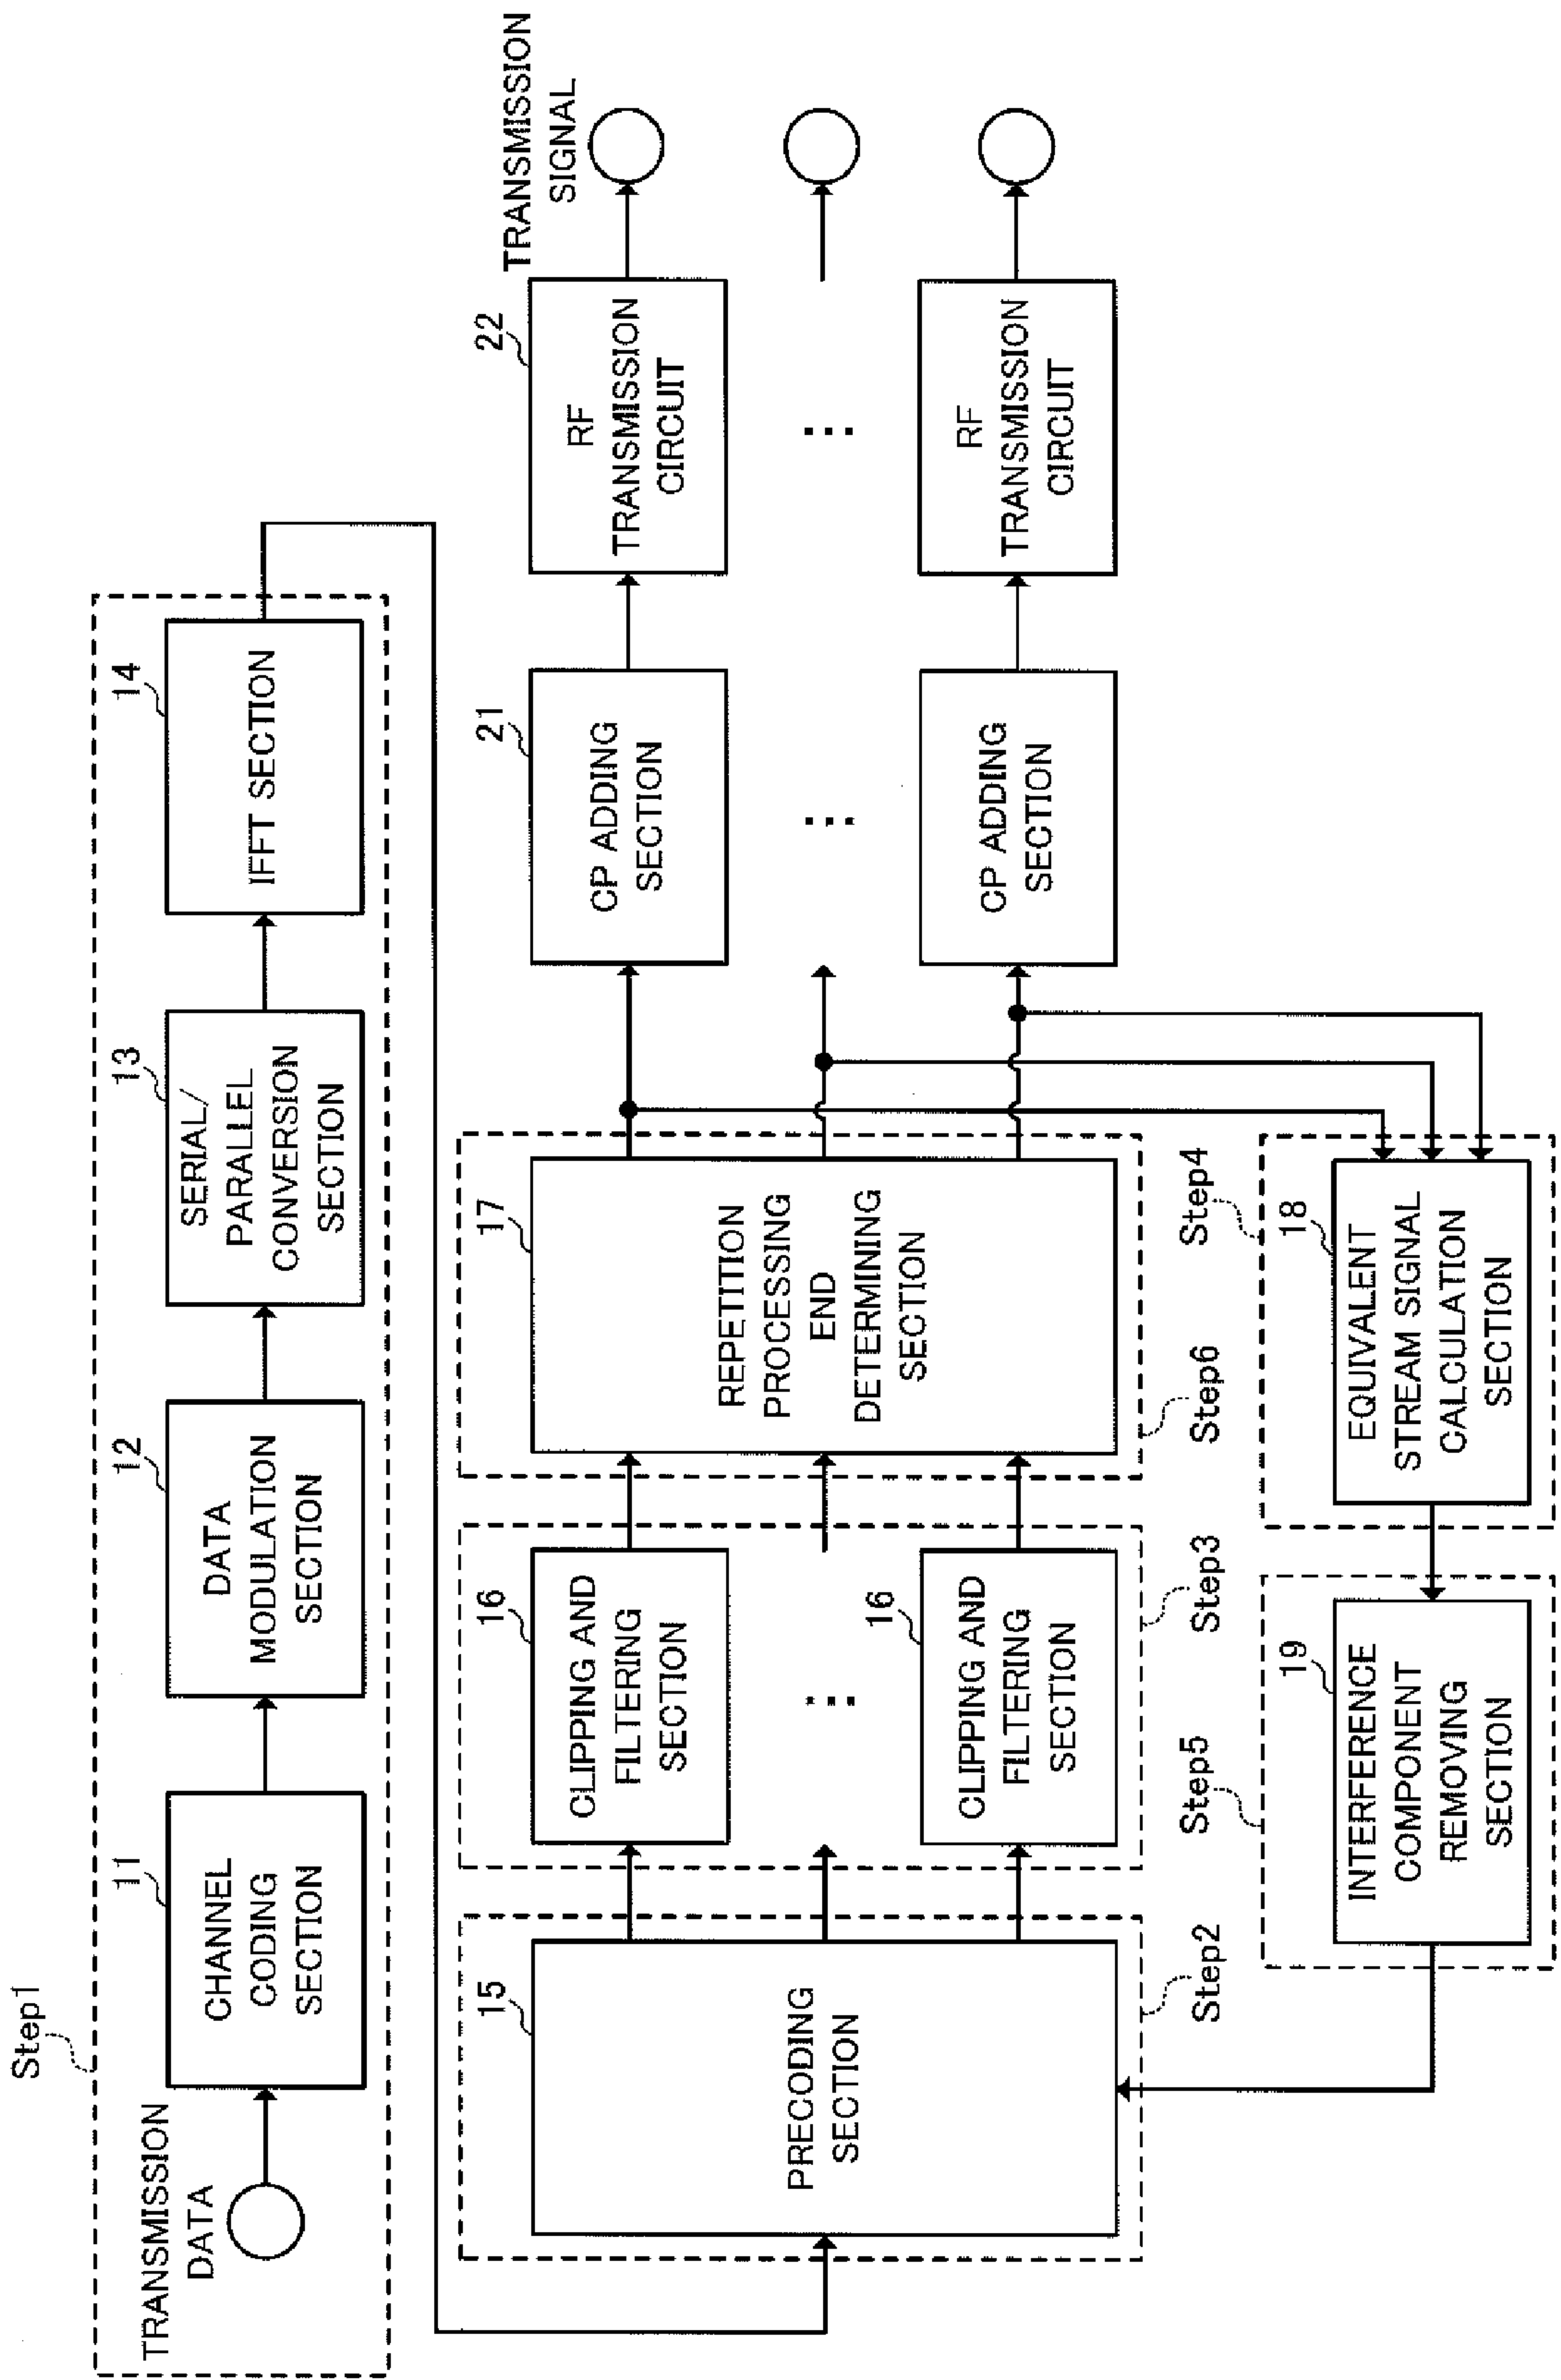 Step1
TRANSMISSION
DATA
11
CHANNEL
CODING
SECTION
12
DATA
MODULATION
SECTION
13
SERIAL/
PARALLEL
CONVERSION
SECTION
14
IFFT SECTION
15
PRECODING
SECTION
Step2
16
CLIPPING AND
FILTERING
SECTION
...
16
CLIPPING AND
FILTERING
SECTION
Step3
17
REPETITION
PROCESSING
END
DETERMINING
SECTION
Step6
21
CP ADDING
SECTION
...
CP ADDING
SECTION
22
RF
TRANSMISSION
CIRCUIT
...
RF
TRANSMISSION
CIRCUIT
TRANSMISSION
SIGNAL
Step5
19
INTERFERENCE
COMPONENT
REMOVING
SECTION
Step4
18
EQUIVALENT
STREAM SIGNAL
CALCULATION
SECTION